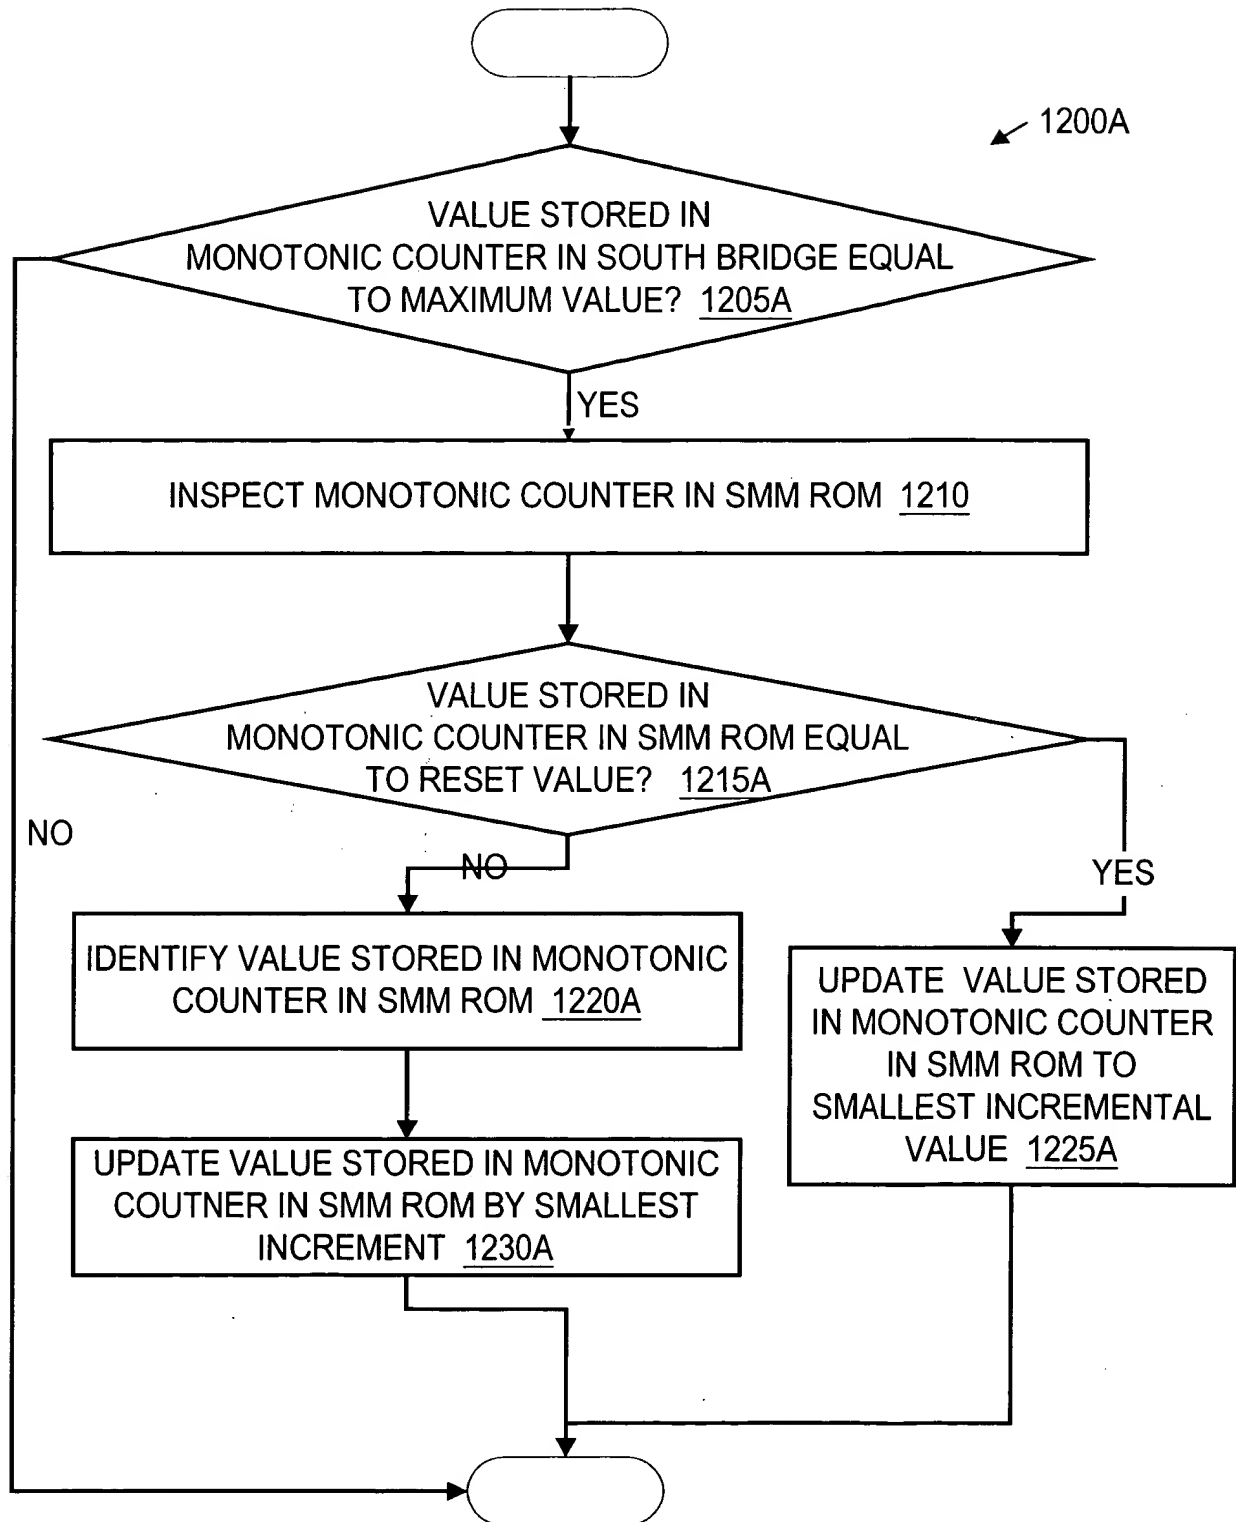 1200A
VALUE STORED IN
MONOTONIC COUNTER IN SOUTH BRIDGE EQUAL
TO MAXIMUM VALUE? 1205A
YES
INSPECT MONOTONIC COUNTER IN SMM ROM 1210
VALUE STORED IN
MONOTONIC COUNTER IN SMM ROM EQUAL
TO RESET VALUE? 1215A
NO
NO
YES
IDENTIFY VALUE STORED IN MONOTONIC
COUNTER IN SMM ROM 1220A
UPDATE VALUE STORED
IN MONOTONIC COUNTER
IN SMM ROM TO
SMALLEST INCREMENTAL
VALUE 1225A
UPDATE VALUE STORED IN MONOTONIC
COUTNER IN SMM ROM BY SMALLEST
INCREMENT 1230A